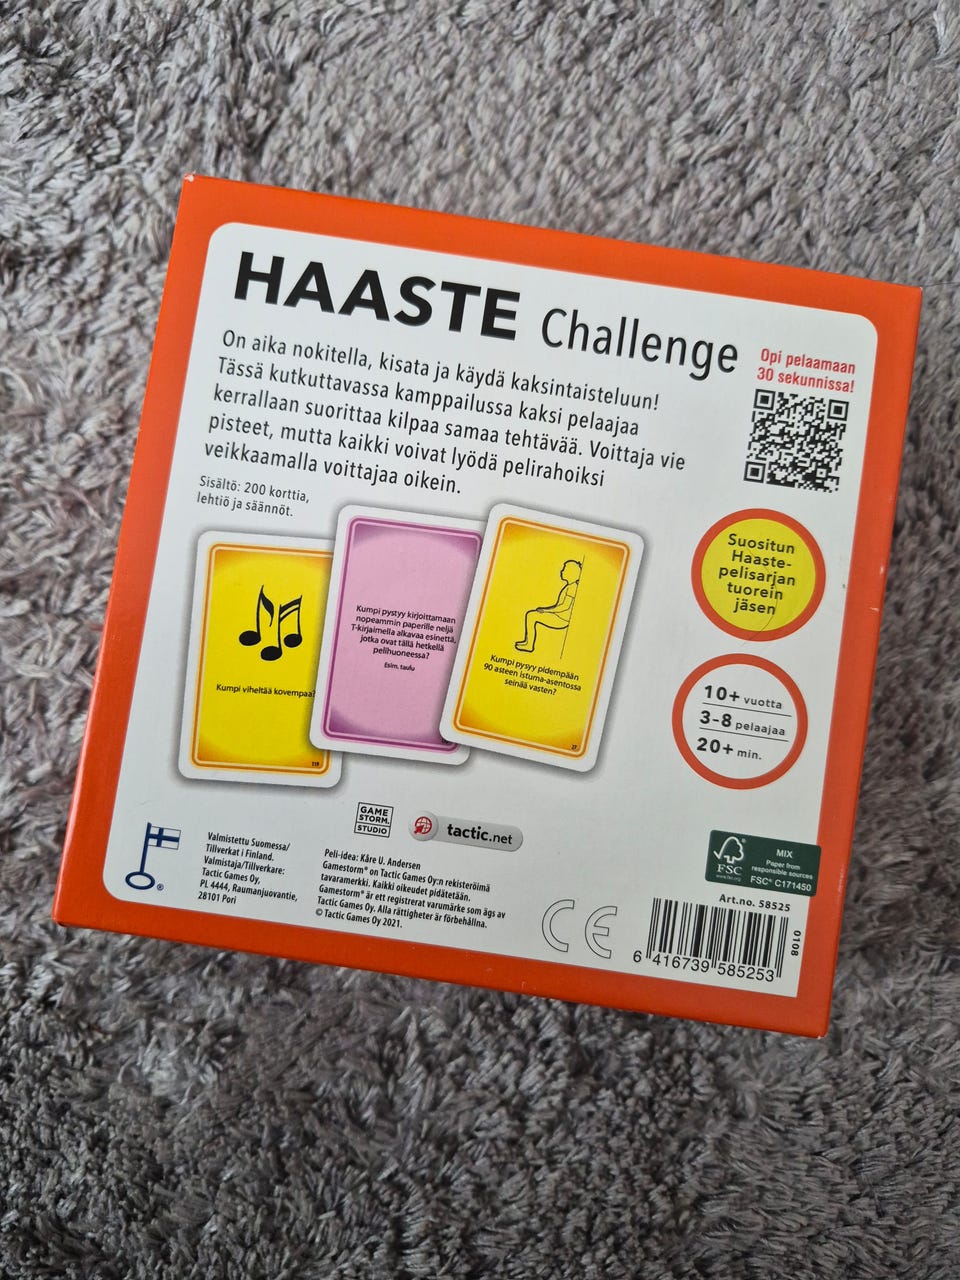 HAASTE Challenge
On aika nokitella, kisata ja käydä kaksintaisteluun!
Tässä kutkuttavassa kamppailussa kaksi pelaajaa
kerrallaan suorittaa kilpaa samaa tehtävää. Voittaja vie
pisteet, mutta kaikki voivat lyödä pelirahoiksi
veikkaamalla voittajaa oikein.
Sisältö: 200 korttia,
lehtiö ja säännöt.
Opi pelaamaan
30 sekunnissa!
Suositun
Haaste-
pelisarjan
tuorein
jäsen
10+ vuotta
3-8 pelaajaa
20+ min.
Kumpi viheltää kovempaa?
119
Kumpi pystyy kirjoittamaan
nopeammin paperille neljä
T-kirjaimella alkavaa esinettä,
jotka ovat tällä hetkellä
pelihuoneessa?
Esim. taulu
Kumpi pysyy pidempään
90 asteen istuma-asentossa
seinää vasten?
27
GAME
STORM.
STUDIO
tactic.net
®
Valmistettu Suomessa/
Tillverkat i Finland.
Valmistaja/Tillverkare:
Tactic Games Oy,
PL 4444, Raumanjuovantie,
28101 Pori
Peli-idea: Kåre U. Andersen
Gamestorm® on Tactic Games Oy:n rekisteröimä
tavaramerkki. Kaikki oikeudet pidätetään.
Gamestorm® är ett registrerat varumärke som ägs av
Tactic Games Oy. Alla rättigheter är förbehållna.
© Tactic Games Oy 2021.
CE
FSC
www.fsc.org
MIX
Paper from
responsible sources
FSC® C171450
Art.no. 58525
0108
6 416739 585253